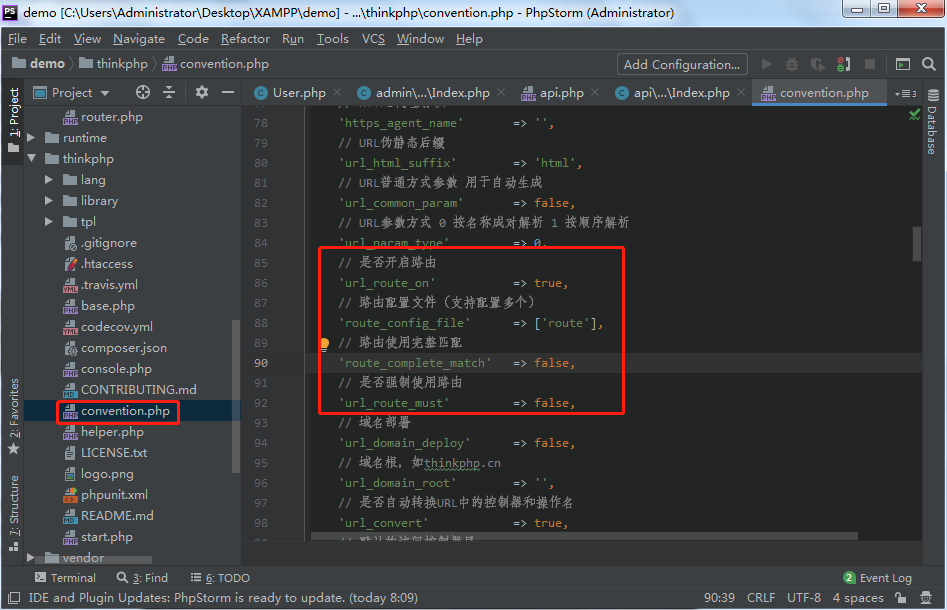 demo [C:\Users\Administrator\Desktop\XAMPP\demo] - ...\thinkphp\convention.php - PhpStorm (Administrator)
File Edit View Navigate Code Refactor Run Tools VCS Window Help
demo thinkphp convention.php Add Configuration...
1: Project
Project
User.php admin\...\Index.php api.php api\...\Index.php convention.php
Database
router.php
runtime
thinkphp
lang
library
tpl
.gitignore
.htaccess
.travis.yml
base.php
codecov.yml
composer.json
console.php
CONTRIBUTING.md
convention.php
helper.php
LICENSE.txt
logo.png
phpunit.xml
README.md
start.php
vendor
2: Favorites
7: Structure
78 'https_agent_name' => '',
79 // URL伪静态后缀
80 'url_html_suffix' => 'html',
81 // URL普通方式参数 用于自动生成
82 'url_common_param' => false,
83 // URL参数方式 0 按名称成对解析 1 按顺序解析
84 'url_param_type' => 0,
85 // 是否开启路由
86 'url_route_on' => true,
87 // 路由配置文件（支持配置多个）
88 'route_config_file' => ['route'],
89 // 路由使用完整匹配
90 'route_complete_match' => false,
91 // 是否强制使用路由
92 'url_route_must' => false,
93 // 域名部署
94 'url_domain_deploy' => false,
95 // 域名根，如thinkphp.cn
96 'url_domain_root' => '',
97 // 是否自动转换URL中的控制器和操作名
98 'url_convert' => true,
Terminal 3: Find 6: TODO 2 Event Log
IDE and Plugin Updates: PhpStorm is ready to update. (today 8:09) 90:39 CRLF UTF-8 4 spaces